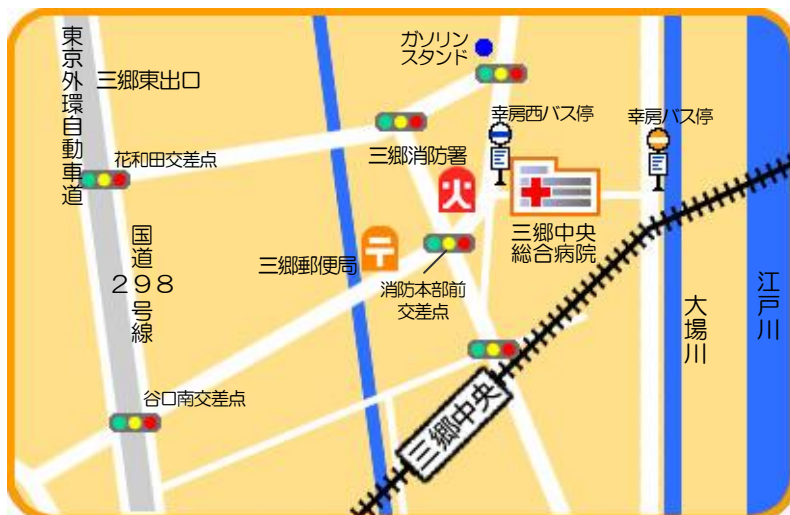 東京外環自動車道
三郷東出口
ガソリン
スタンド
幸房西バス停
幸房バス停
花和田交差点
三郷消防署
火
三郷中央
総合病院
〒
三郷郵便局
国道298号線
消防本部前
交差点
大場川
江戸川
谷口南交差点
三郷中央